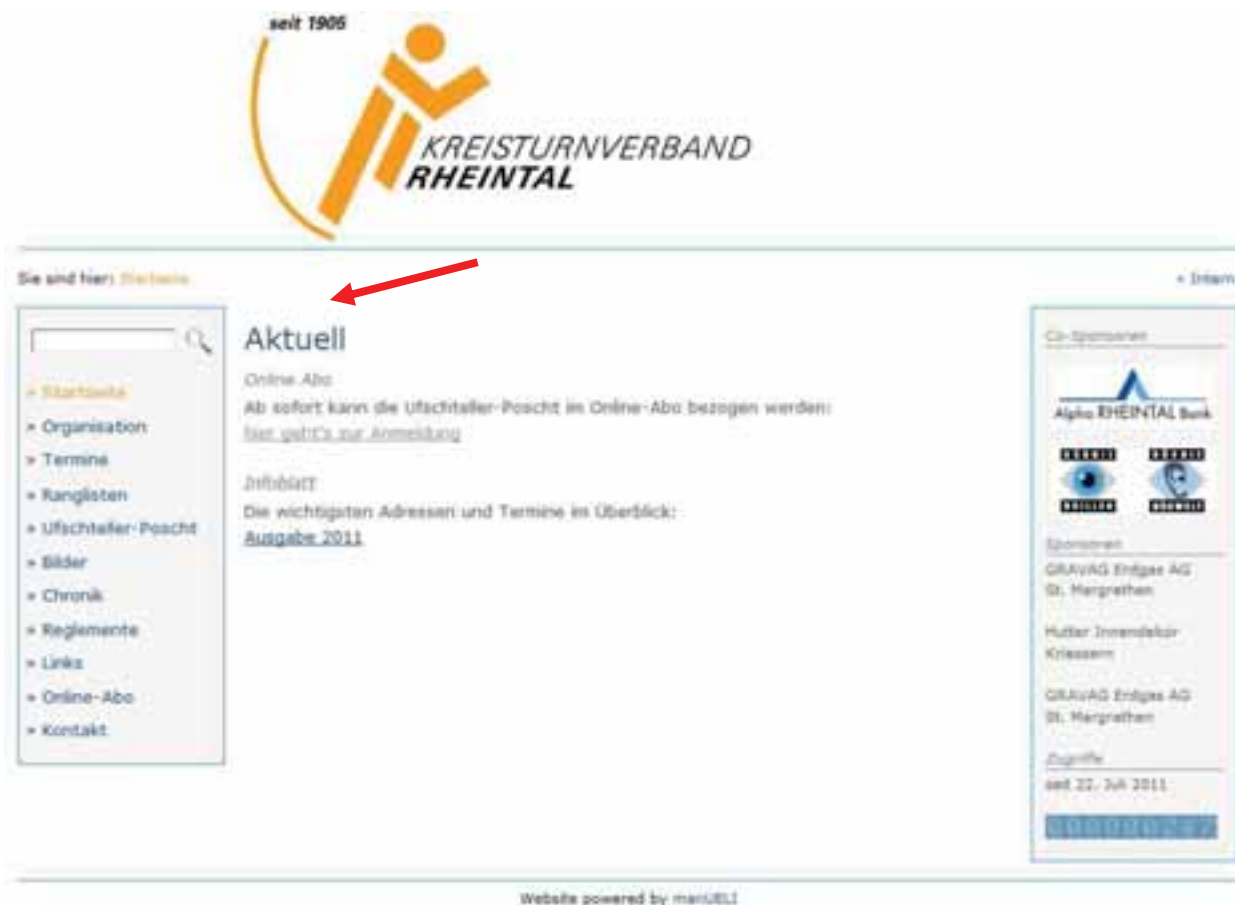 seit 1905
KREISTURNVERBAND
RHEINTAL
Sie sind hier: Startseite
» Intern
» Startseite
» Organisation
» Termine
» Ranglisten
» Ufschteller-Poscht
» Bilder
» Chronik
» Reglemente
» Links
» Online-Abo
» Kontakt
Aktuell
Online Abo
Ab sofort kann die Ufschteller-Poscht im Online-Abo bezogen werden:
hier geht's zur Anmeldung
Infoblatt
Die wichtigsten Adressen und Termine im Überblick:
Ausgabe 2011
Co-Sponsoren
Alpha RHEINTAL Bank
Sponsoren
GRAVAG Erdgas AG
St. Margrethen
Hutter Innendekor
Kriessern
GRAVAG Erdgas AG
St. Margrethen
Zugriffe
seit 22. Juli 2011
Website powered by manUELI